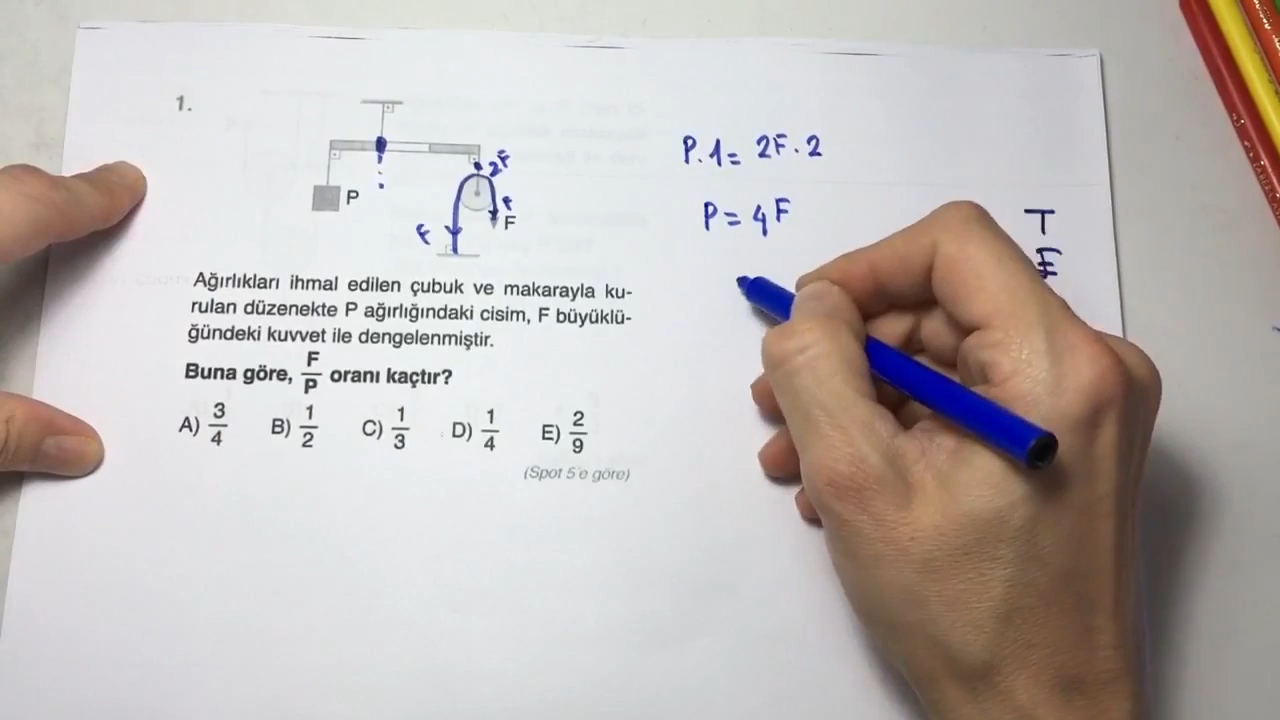 1.
P
2F
F
F
F
Ağırlıkları ihmal edilen çubuk ve makarayla ku-
rulan düzenekte P ağırlığındaki cisim, F büyüklü-
ğündeki kuvvet ile dengelenmiştir.
Buna göre, F/P oranı kaçtır?
A) 3/4 B) 1/2 C) 1/3 D) 1/4 E) 2/9
(Spot 5'e göre)
P.1 = 2F.2
P = 4F
T